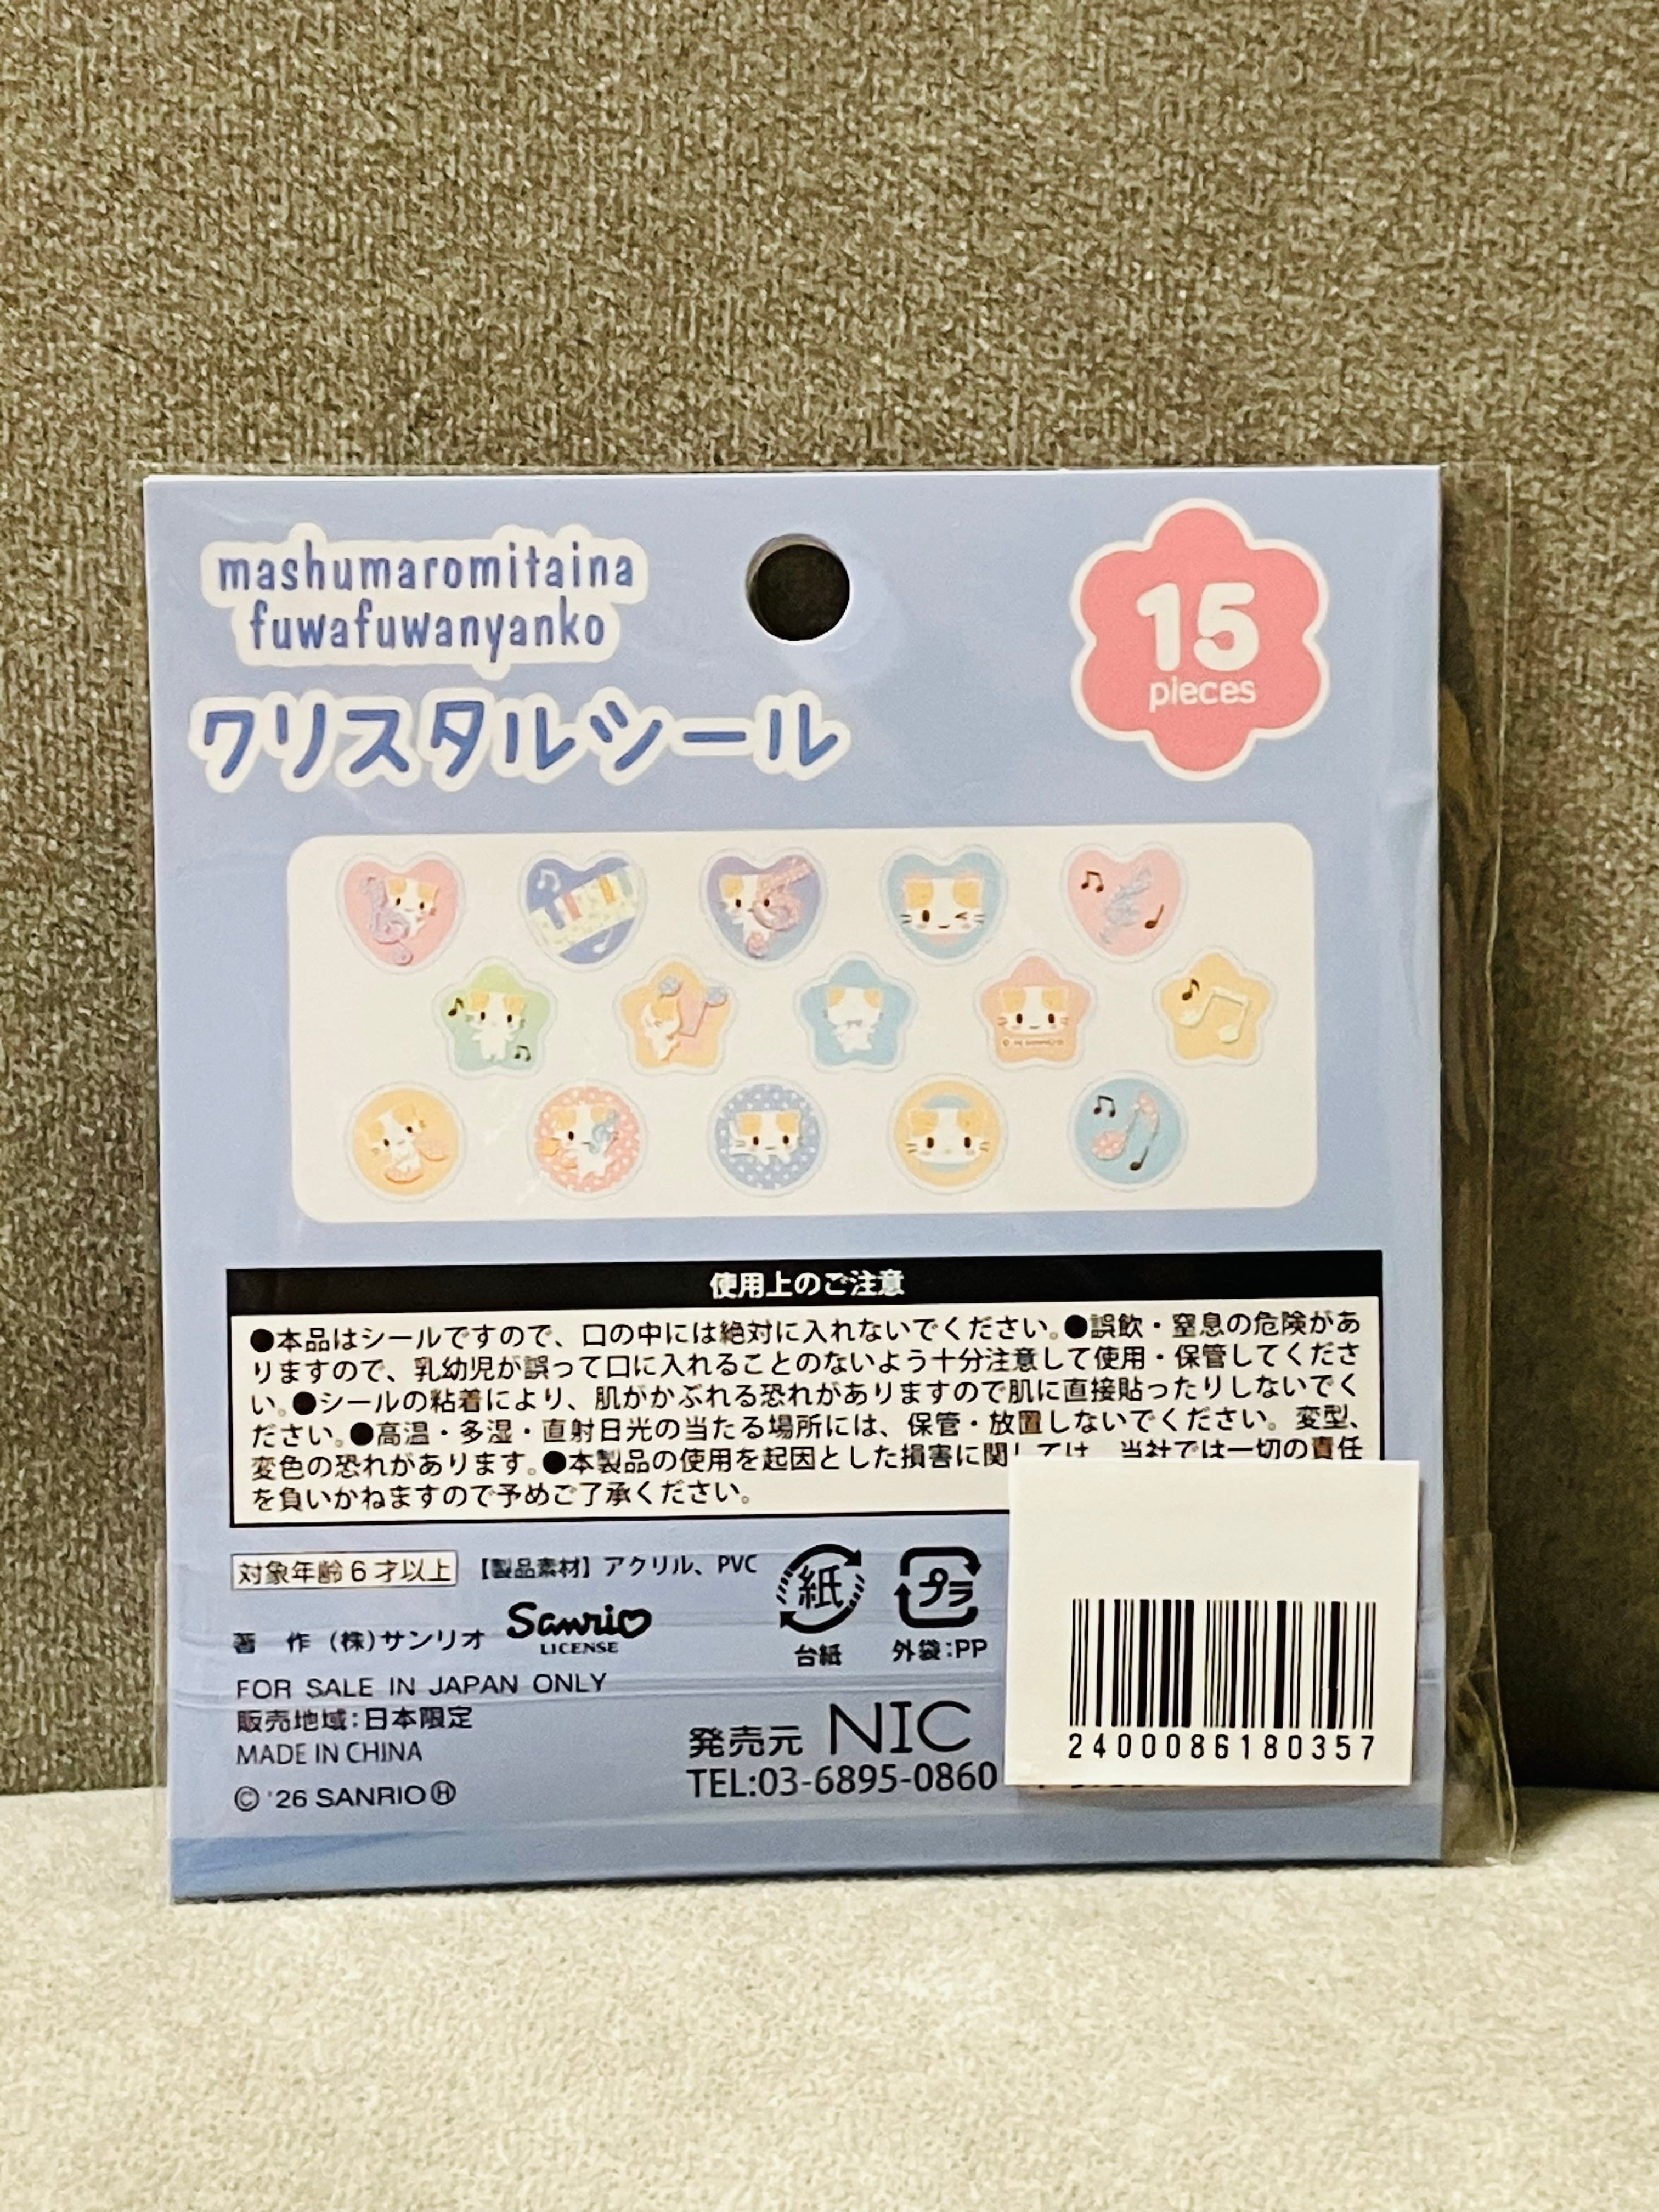 mashumaromitaina
fuwafuwanyanko
クリスタルシール
15
pieces
使用上のご注意
●本品はシールですので、口の中には絶対に入れないでください。●誤飲・窒息の危険があ
りますので、乳幼児が誤って口に入れることのないよう十分注意して使用・保管してくださ
い。●シールの粘着により、肌がかぶれる恐れがありますので肌に直接貼ったりしないでく
ださい。●高温・多湿・直射日光の当たる場所には、保管・放置しないでください。変型、
変色の恐れがあります。●本製品の使用を起因とした損害に関しては、当社では一切の責任
を負いかねますので予めご了承ください。
対象年齢6才以上
【製品素材】アクリル、PVC
紙
台紙
プラ
外袋:PP
著 作 (株)サンリオ
Sanrio
LICENSE
FOR SALE IN JAPAN ONLY
販売地域:日本限定
MADE IN CHINA
© '26 SANRIO Ⓗ
発売元 NIC
TEL:03-6895-0860
2400086180357